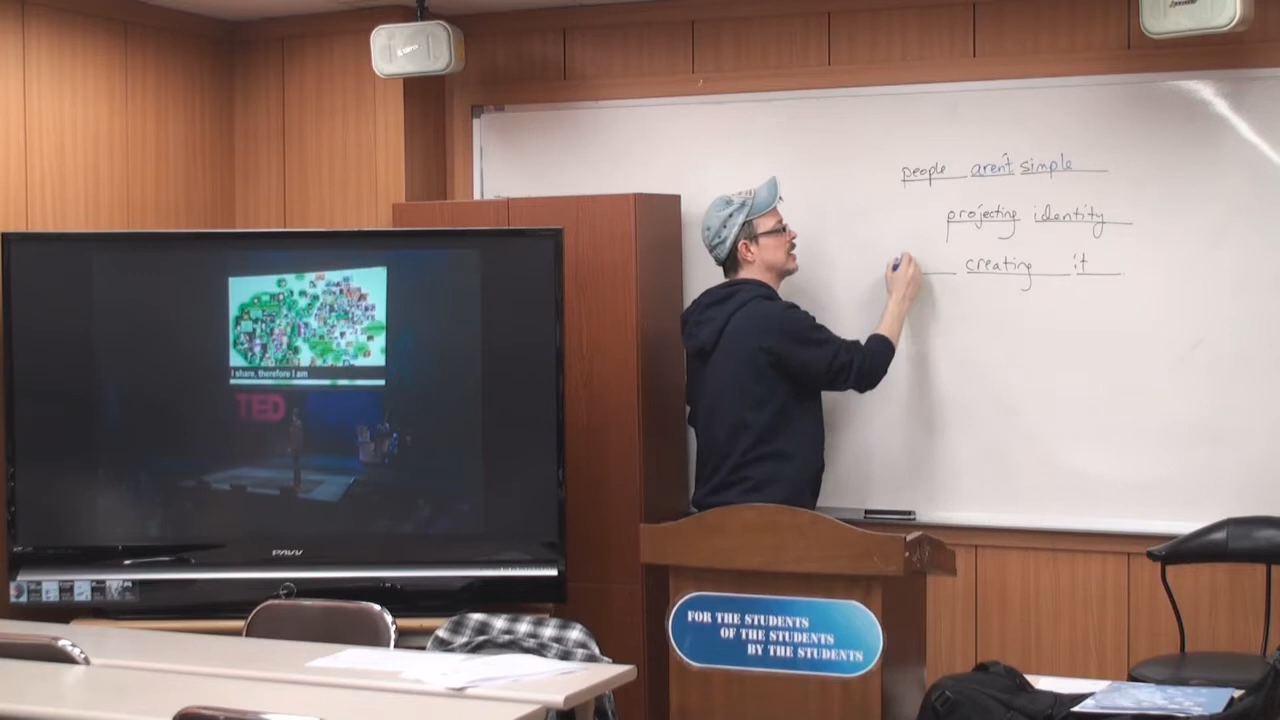 people aren't simple
projecting identity
creating it
I share, therefore I am
TED
PAVV
FOR THE STUDENTS
OF THE STUDENTS
BY THE STUDENTS